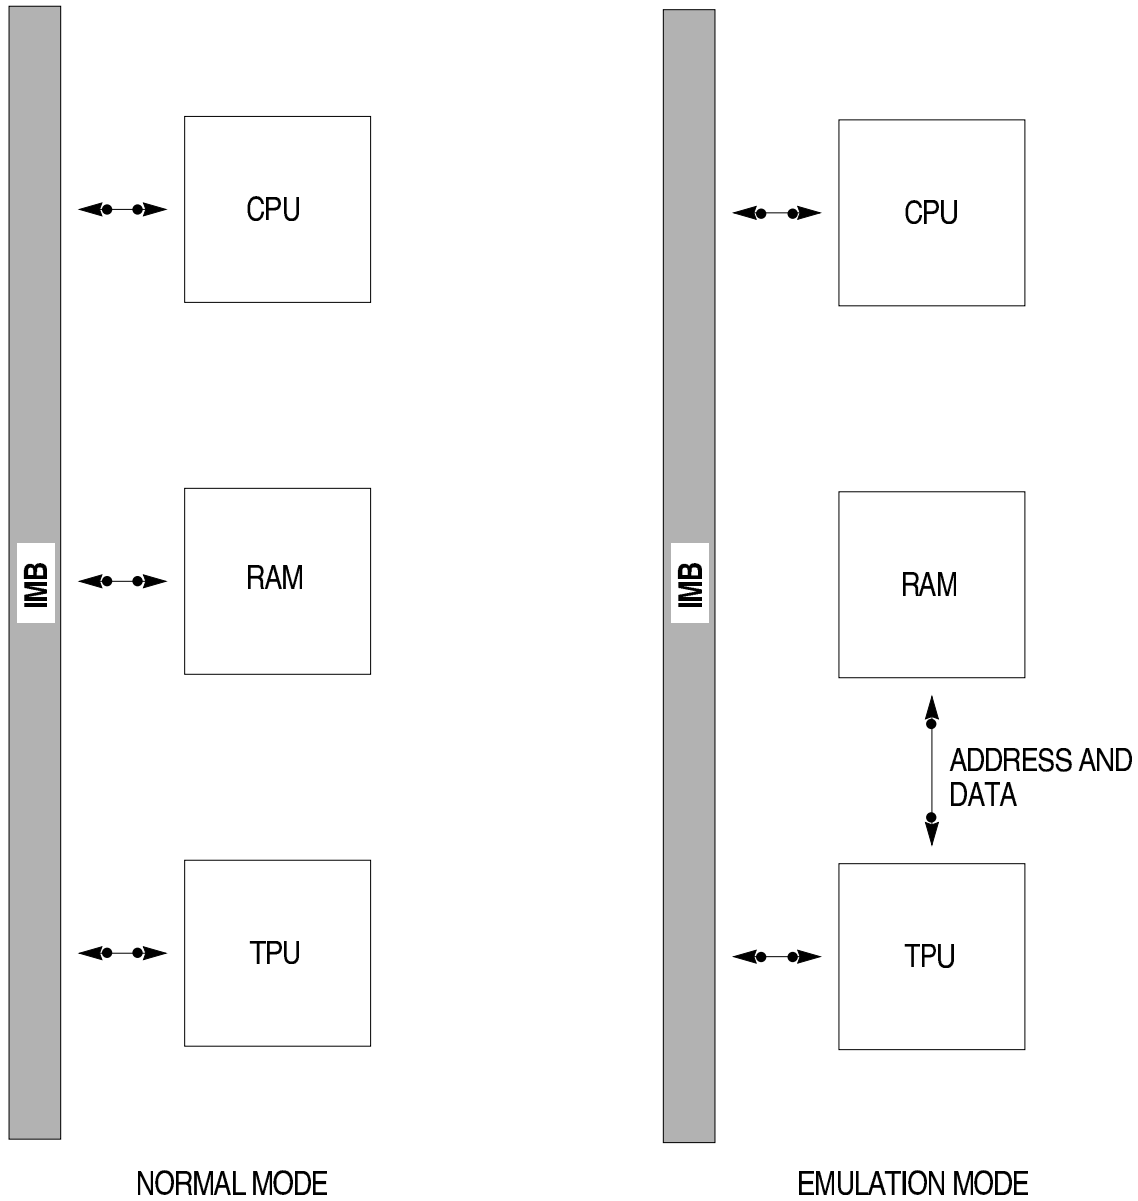 CPU
IMB
RAM
TPU
NORMAL MODE
CPU
IMB
RAM
ADDRESS AND
DATA
TPU
EMULATION MODE